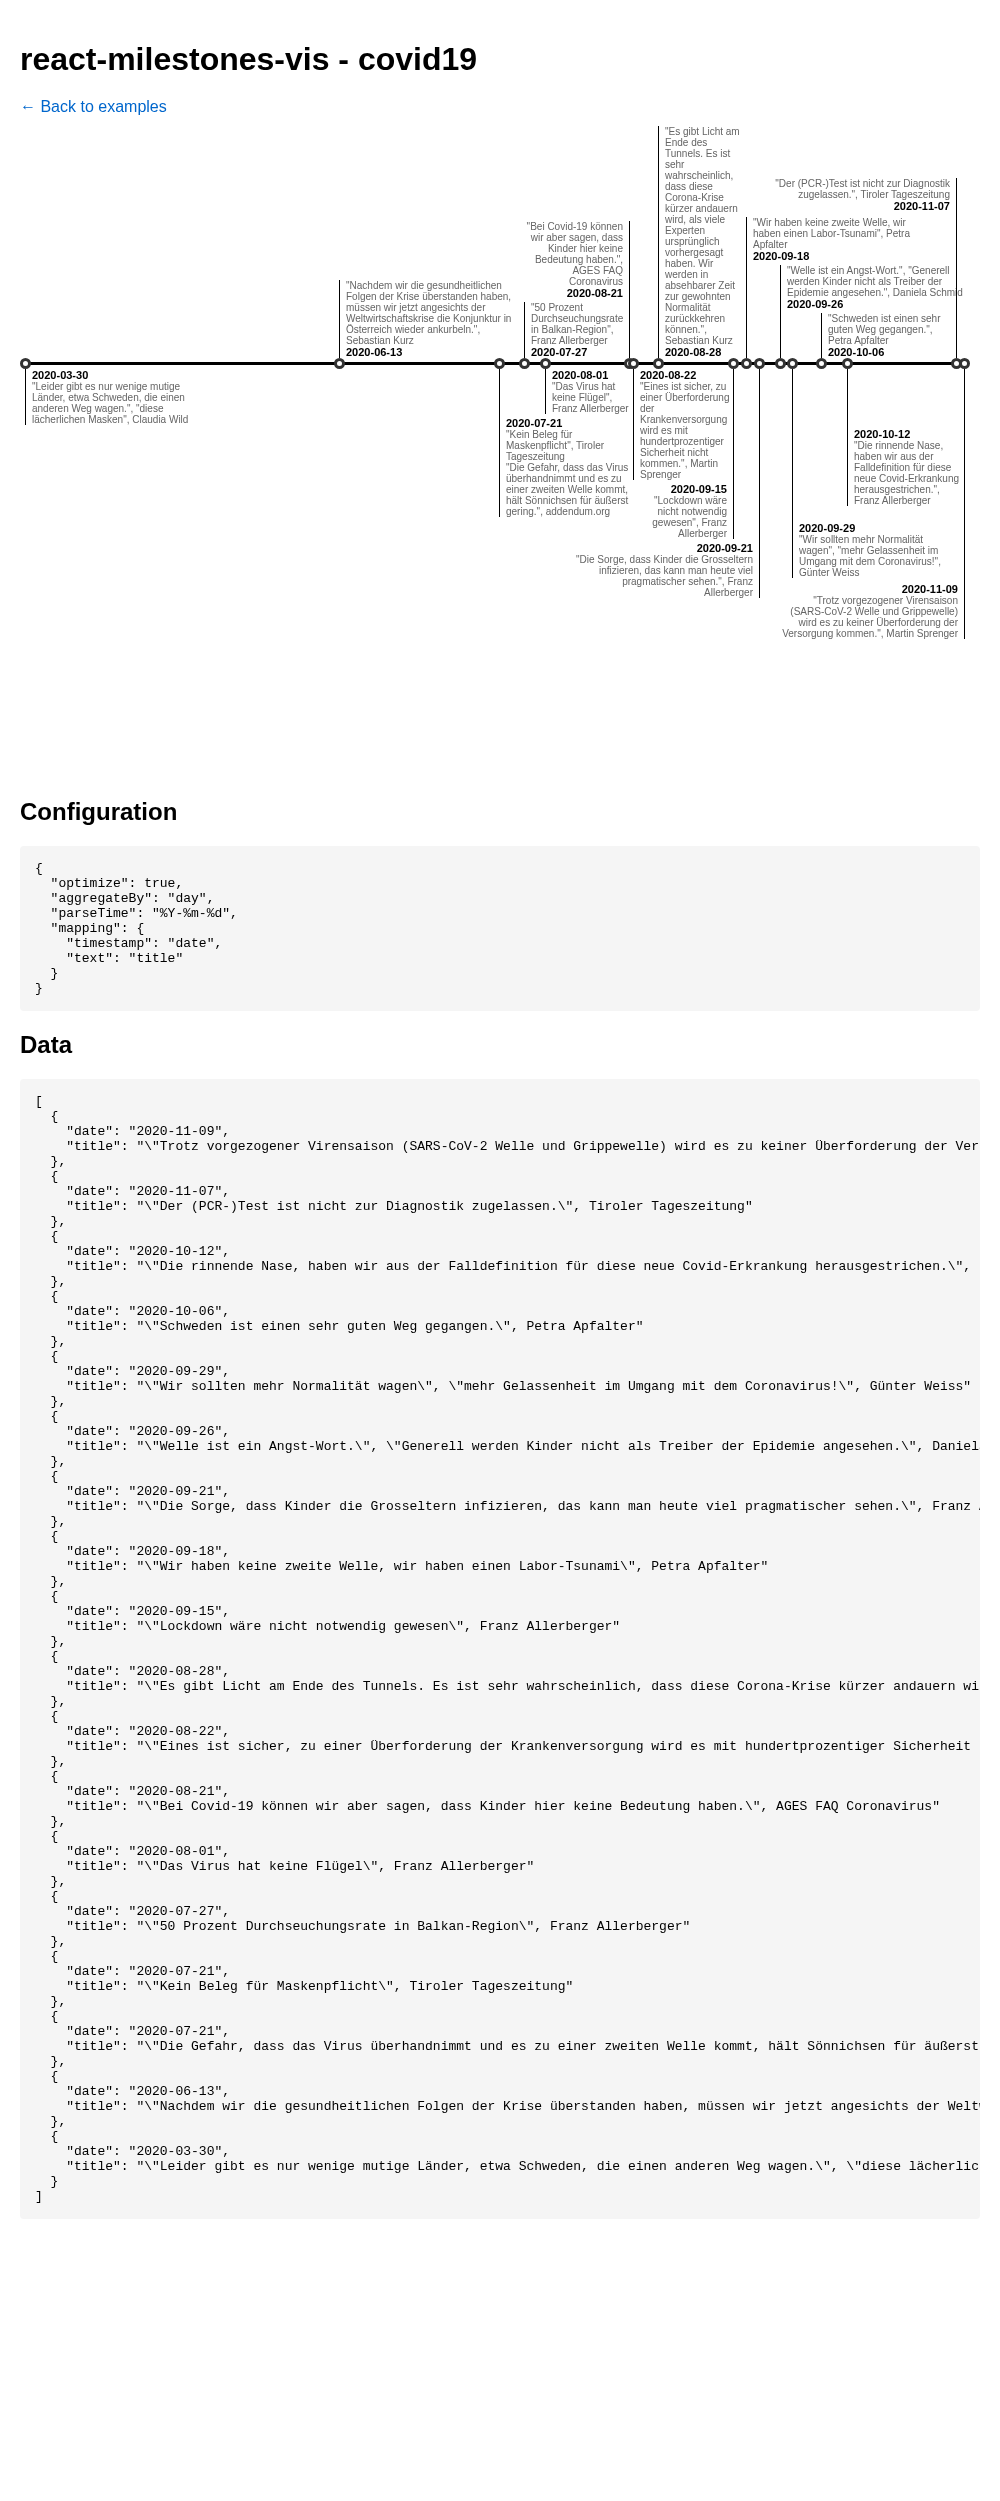 react-milestones-vis - covid19
← Back to examples
"Es gibt Licht am
Ende des
Tunnels. Es ist
sehr
wahrscheinlich,
dass diese
Corona-Krise
kürzer andauern
wird, als viele
Experten
ursprünglich
vorhergesagt
haben. Wir
werden in
absehbarer Zeit
zur gewohnten
Normalität
zurückkehren
können.",
Sebastian Kurz
2020-08-28
"Der (PCR-)Test ist nicht zur Diagnostik
zugelassen.", Tiroler Tageszeitung
2020-11-07
"Wir haben keine zweite Welle, wir
haben einen Labor-Tsunami", Petra
Apfalter
2020-09-18
"Bei Covid-19 können
wir aber sagen, dass
Kinder hier keine
Bedeutung haben.",
AGES FAQ
Coronavirus
2020-08-21
"Welle ist ein Angst-Wort.", "Generell
werden Kinder nicht als Treiber der
Epidemie angesehen.", Daniela Schmid
2020-09-26
"Nachdem wir die gesundheitlichen
Folgen der Krise überstanden haben,
müssen wir jetzt angesichts der
Weltwirtschaftskrise die Konjunktur in
Österreich wieder ankurbeln.",
Sebastian Kurz
2020-06-13
"50 Prozent
Durchseuchungsrate
in Balkan-Region",
Franz Allerberger
2020-07-27
"Schweden ist einen sehr
guten Weg gegangen.",
Petra Apfalter
2020-10-06
2020-03-30
"Leider gibt es nur wenige mutige
Länder, etwa Schweden, die einen
anderen Weg wagen.", "diese
lächerlichen Masken", Claudia Wild
2020-08-01
"Das Virus hat
keine Flügel",
Franz Allerberger
2020-08-22
"Eines ist sicher, zu
einer Überforderung
der
Krankenversorgung
wird es mit
hundertprozentiger
Sicherheit nicht
kommen.", Martin
Sprenger
2020-07-21
"Kein Beleg für
Maskenpflicht", Tiroler
Tageszeitung
"Die Gefahr, dass das Virus
überhandnimmt und es zu
einer zweiten Welle kommt,
hält Sönnichsen für äußerst
gering.", addendum.org
2020-10-12
"Die rinnende Nase,
haben wir aus der
Falldefinition für diese
neue Covid-Erkrankung
herausgestrichen.",
Franz Allerberger
2020-09-15
"Lockdown wäre
nicht notwendig
gewesen", Franz
Allerberger
2020-09-29
"Wir sollten mehr Normalität
wagen", "mehr Gelassenheit im
Umgang mit dem Coronavirus!",
Günter Weiss
2020-09-21
"Die Sorge, dass Kinder die Grosseltern
infizieren, das kann man heute viel
pragmatischer sehen.", Franz
Allerberger
2020-11-09
"Trotz vorgezogener Virensaison
(SARS-CoV-2 Welle und Grippewelle)
wird es zu keiner Überforderung der
Versorgung kommen.", Martin Sprenger
Configuration
{
  "optimize": true,
  "aggregateBy": "day",
  "parseTime": "%Y-%m-%d",
  "mapping": {
    "timestamp": "date",
    "text": "title"
  }
}
Data
[
  {
    "date": "2020-11-09",
    "title": "\"Trotz vorgezogener Virensaison (SARS-CoV-2 Welle und Grippewelle) wird es zu keiner Überforderung der Ver
  },
  {
    "date": "2020-11-07",
    "title": "\"Der (PCR-)Test ist nicht zur Diagnostik zugelassen.\", Tiroler Tageszeitung"
  },
  {
    "date": "2020-10-12",
    "title": "\"Die rinnende Nase, haben wir aus der Falldefinition für diese neue Covid-Erkrankung herausgestrichen.\",
  },
  {
    "date": "2020-10-06",
    "title": "\"Schweden ist einen sehr guten Weg gegangen.\", Petra Apfalter"
  },
  {
    "date": "2020-09-29",
    "title": "\"Wir sollten mehr Normalität wagen\", \"mehr Gelassenheit im Umgang mit dem Coronavirus!\", Günter Weiss"
  },
  {
    "date": "2020-09-26",
    "title": "\"Welle ist ein Angst-Wort.\", \"Generell werden Kinder nicht als Treiber der Epidemie angesehen.\", Daniel
  },
  {
    "date": "2020-09-21",
    "title": "\"Die Sorge, dass Kinder die Grosseltern infizieren, das kann man heute viel pragmatischer sehen.\", Franz
  },
  {
    "date": "2020-09-18",
    "title": "\"Wir haben keine zweite Welle, wir haben einen Labor-Tsunami\", Petra Apfalter"
  },
  {
    "date": "2020-09-15",
    "title": "\"Lockdown wäre nicht notwendig gewesen\", Franz Allerberger"
  },
  {
    "date": "2020-08-28",
    "title": "\"Es gibt Licht am Ende des Tunnels. Es ist sehr wahrscheinlich, dass diese Corona-Krise kürzer andauern wi
  },
  {
    "date": "2020-08-22",
    "title": "\"Eines ist sicher, zu einer Überforderung der Krankenversorgung wird es mit hundertprozentiger Sicherheit
  },
  {
    "date": "2020-08-21",
    "title": "\"Bei Covid-19 können wir aber sagen, dass Kinder hier keine Bedeutung haben.\", AGES FAQ Coronavirus"
  },
  {
    "date": "2020-08-01",
    "title": "\"Das Virus hat keine Flügel\", Franz Allerberger"
  },
  {
    "date": "2020-07-27",
    "title": "\"50 Prozent Durchseuchungsrate in Balkan-Region\", Franz Allerberger"
  },
  {
    "date": "2020-07-21",
    "title": "\"Kein Beleg für Maskenpflicht\", Tiroler Tageszeitung"
  },
  {
    "date": "2020-07-21",
    "title": "\"Die Gefahr, dass das Virus überhandnimmt und es zu einer zweiten Welle kommt, hält Sönnichsen für äußerst
  },
  {
    "date": "2020-06-13",
    "title": "\"Nachdem wir die gesundheitlichen Folgen der Krise überstanden haben, müssen wir jetzt angesichts der Welt
  },
  {
    "date": "2020-03-30",
    "title": "\"Leider gibt es nur wenige mutige Länder, etwa Schweden, die einen anderen Weg wagen.\", \"diese lächerlic
  }
]